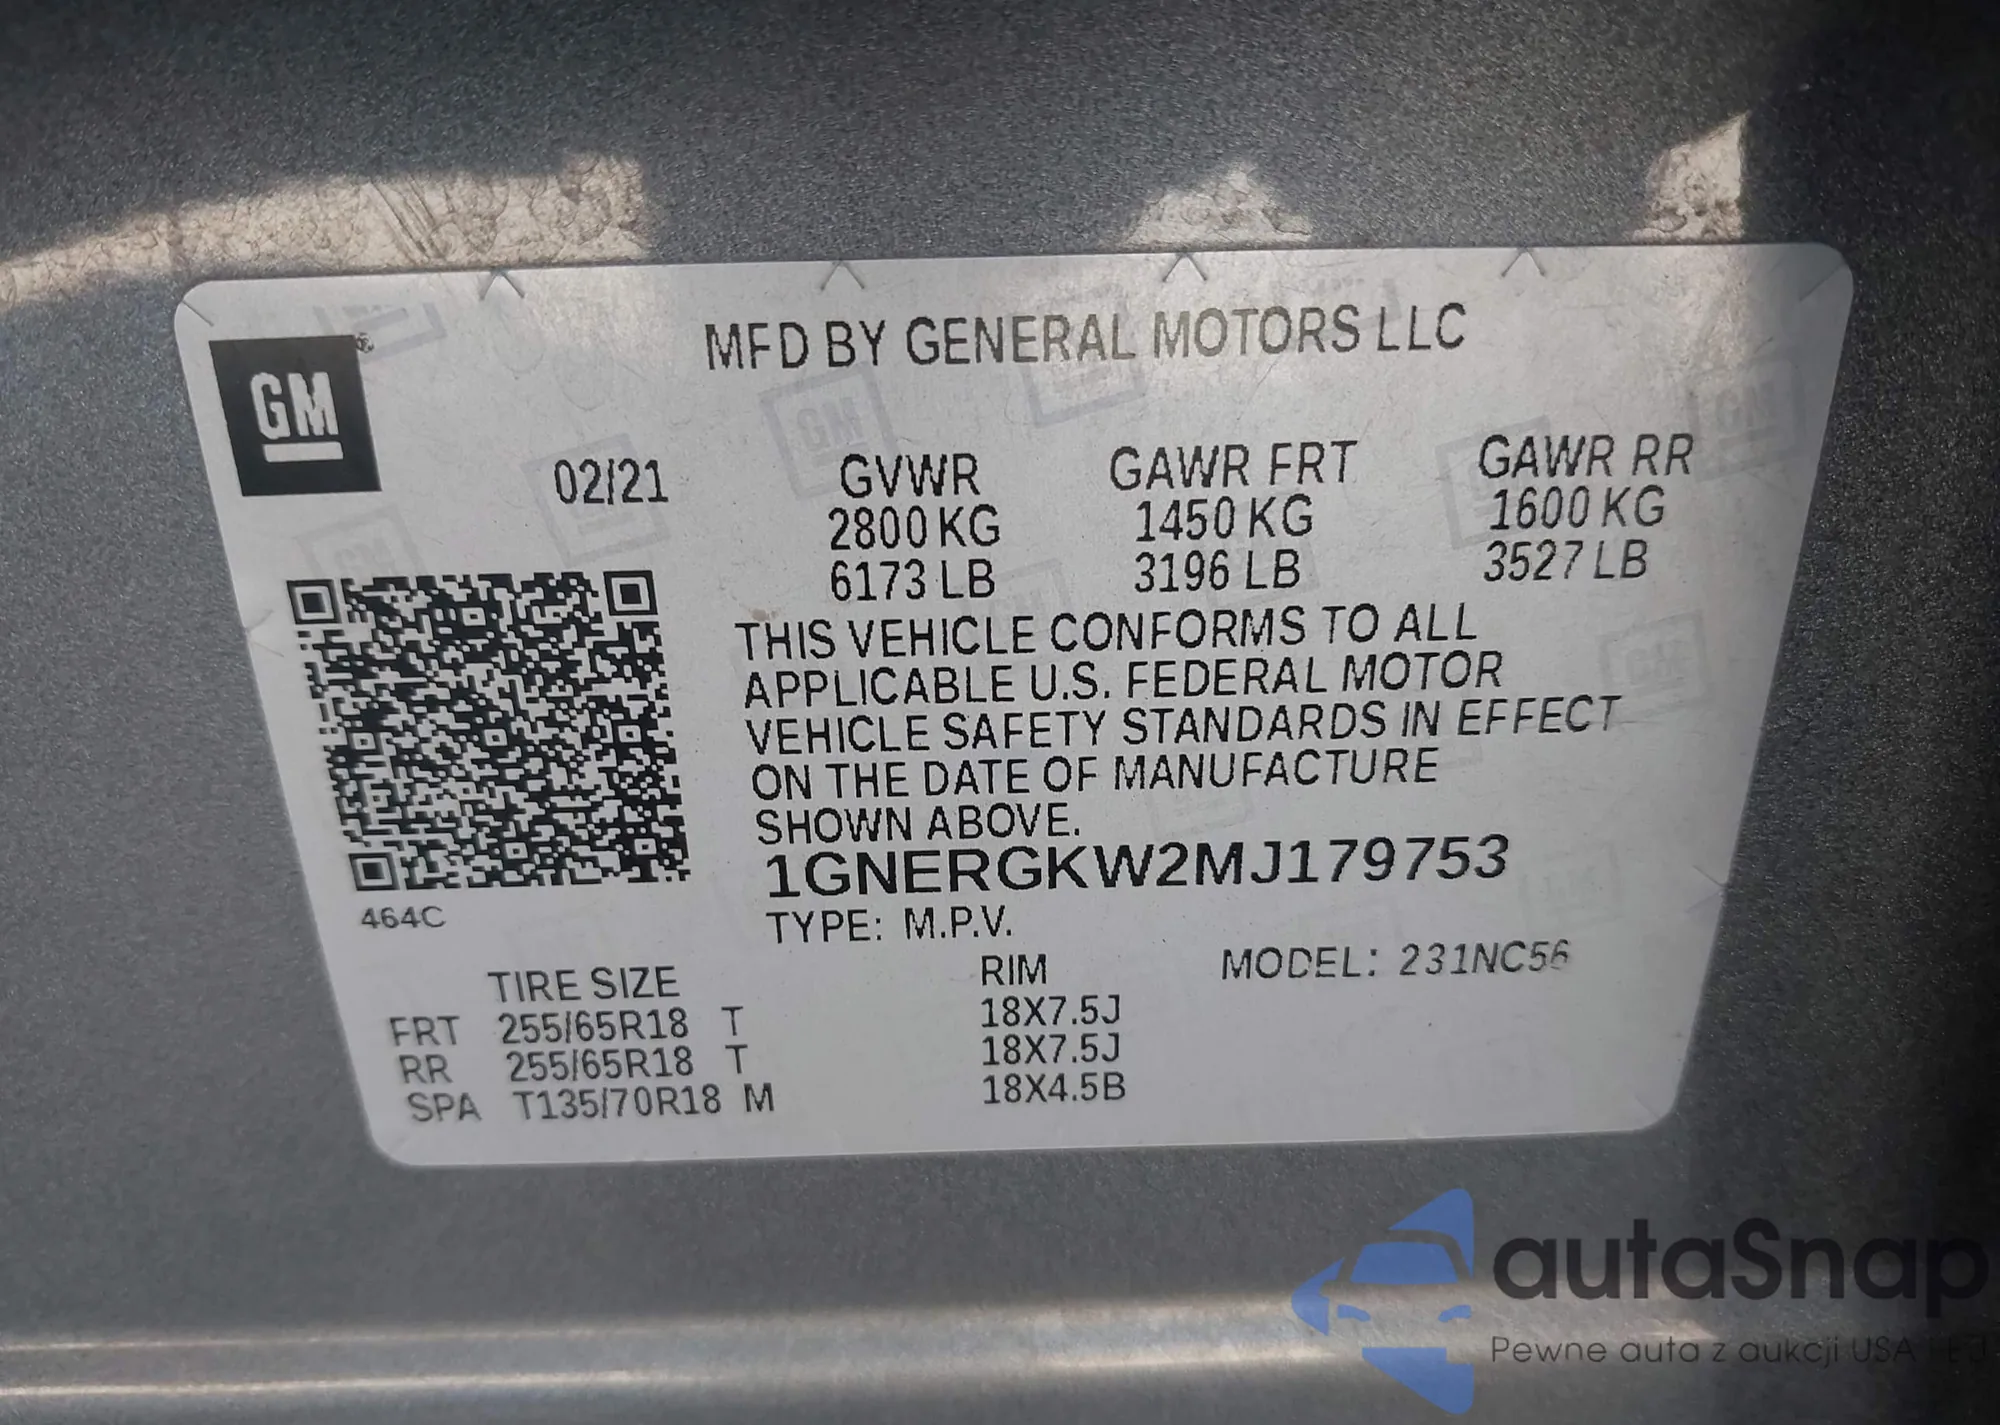 MFD BY GENERAL MOTORS LLC
GM
®
02/21 GVWR GAWR FRT GAWR RR
2800 KG 1450 KG 1600 KG
6173 LB 3196 LB 3527 LB
THIS VEHICLE CONFORMS TO ALL
APPLICABLE U.S. FEDERAL MOTOR
VEHICLE SAFETY STANDARDS IN EFFECT
ON THE DATE OF MANUFACTURE
SHOWN ABOVE.
1GNERGKW2MJ179753
464C
TYPE: M.P.V.
TIRE SIZE RIM MODEL: 231NC56
FRT 255/65R18 T 18X7.5J
RR 255/65R18 T 18X7.5J
SPA T135/70R18 M 18X4.5B
autaSnap
Pewne auta z aukcji USA i EU